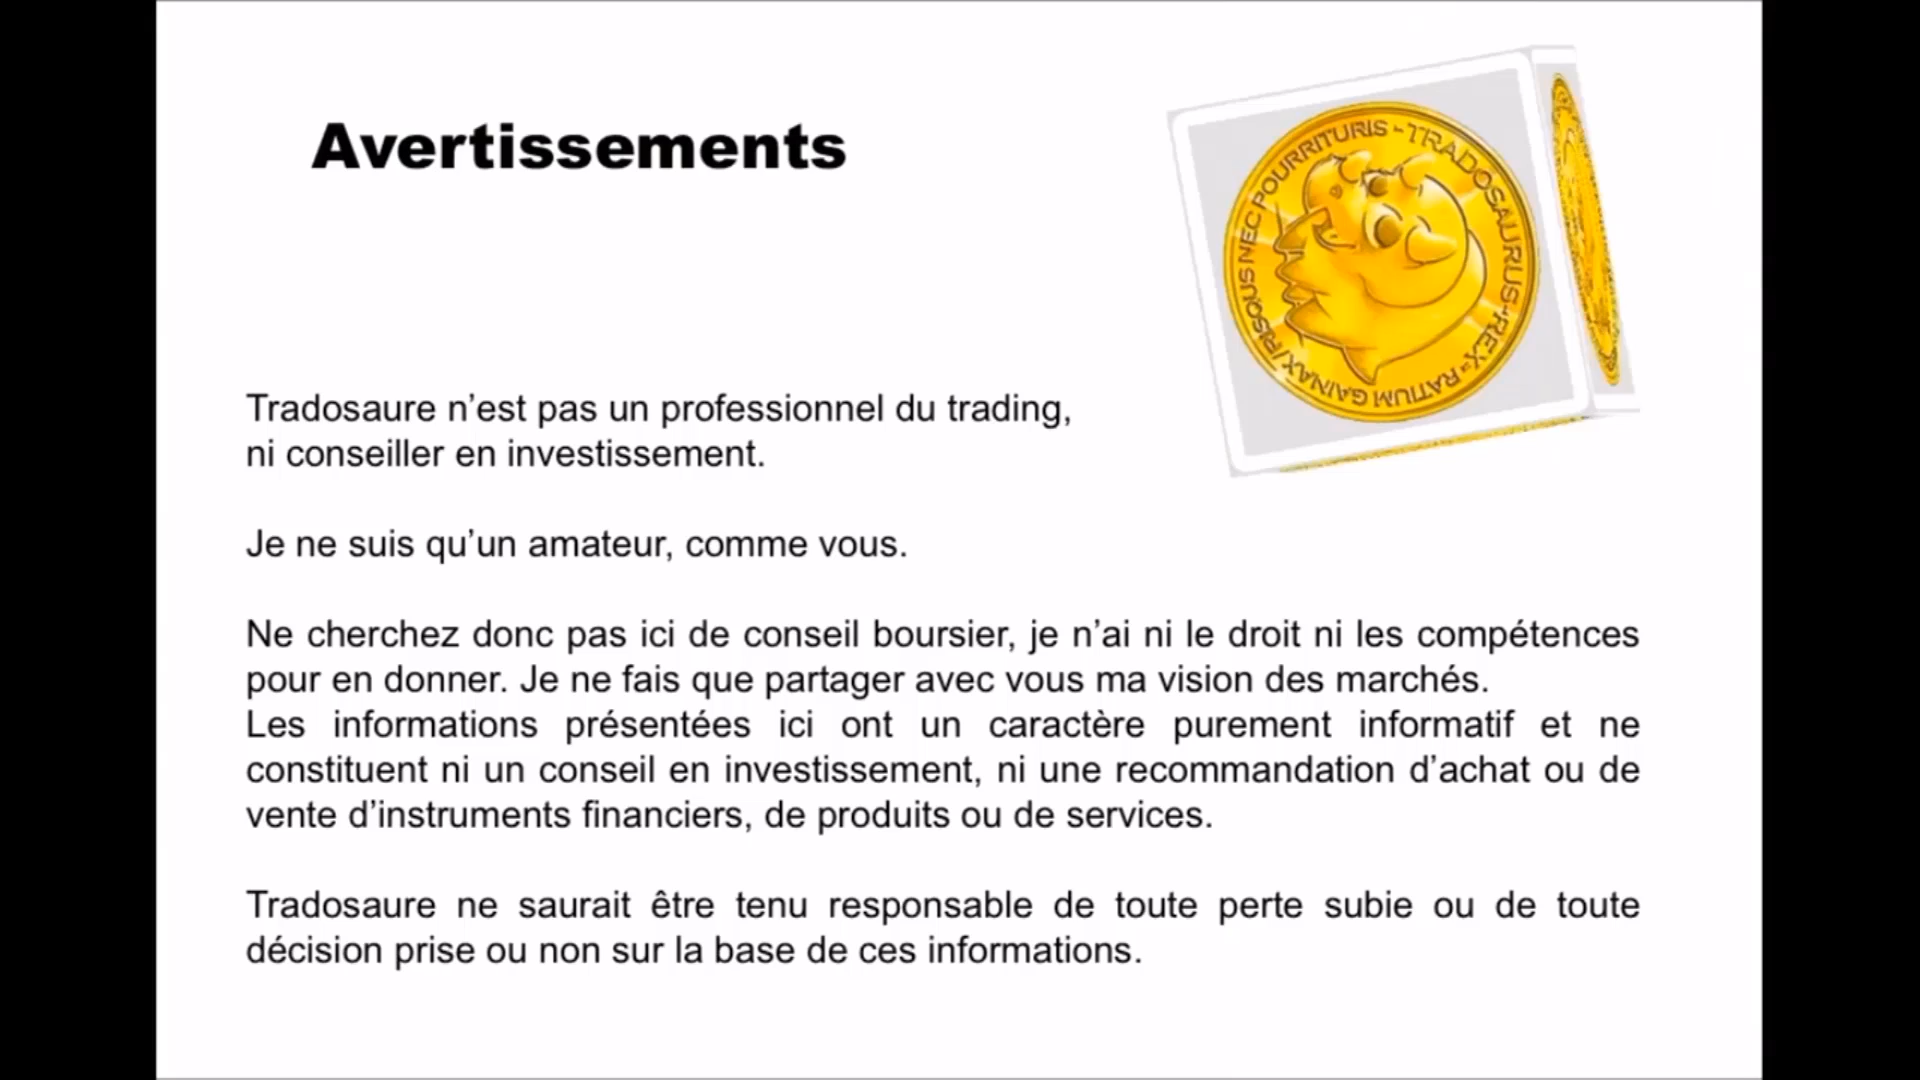 Avertissements
RISQUS NEC POURRITURIS - TRADOSAURUS-REX = RATIUM GAINAX /
Tradosaure n’est pas un professionnel du trading,
ni conseiller en investissement.
Je ne suis qu’un amateur, comme vous.
Ne cherchez donc pas ici de conseil boursier, je n’ai ni le droit ni les compétences
pour en donner. Je ne fais que partager avec vous ma vision des marchés.
Les informations présentées ici ont un caractère purement informatif et ne
constituent ni un conseil en investissement, ni une recommandation d’achat ou de
vente d’instruments financiers, de produits ou de services.
Tradosaure ne saurait être tenu responsable de toute perte subie ou de toute
décision prise ou non sur la base de ces informations.